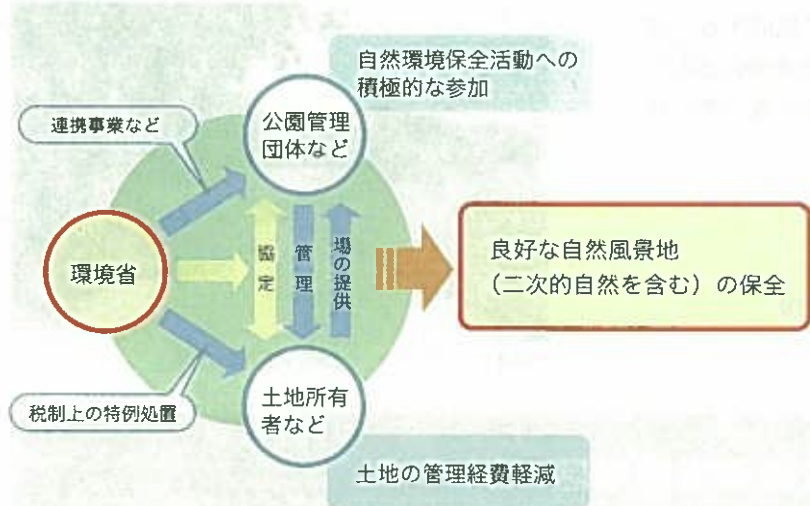 自然環境保全活動への
積極的な参加
連携事業など
公園管理
団体など
環境省
協定
管理
場の提供
良好な自然風景地
（二次的自然を含む）の保全
税制上の特例処置
土地所有
者など
土地の管理経費軽減